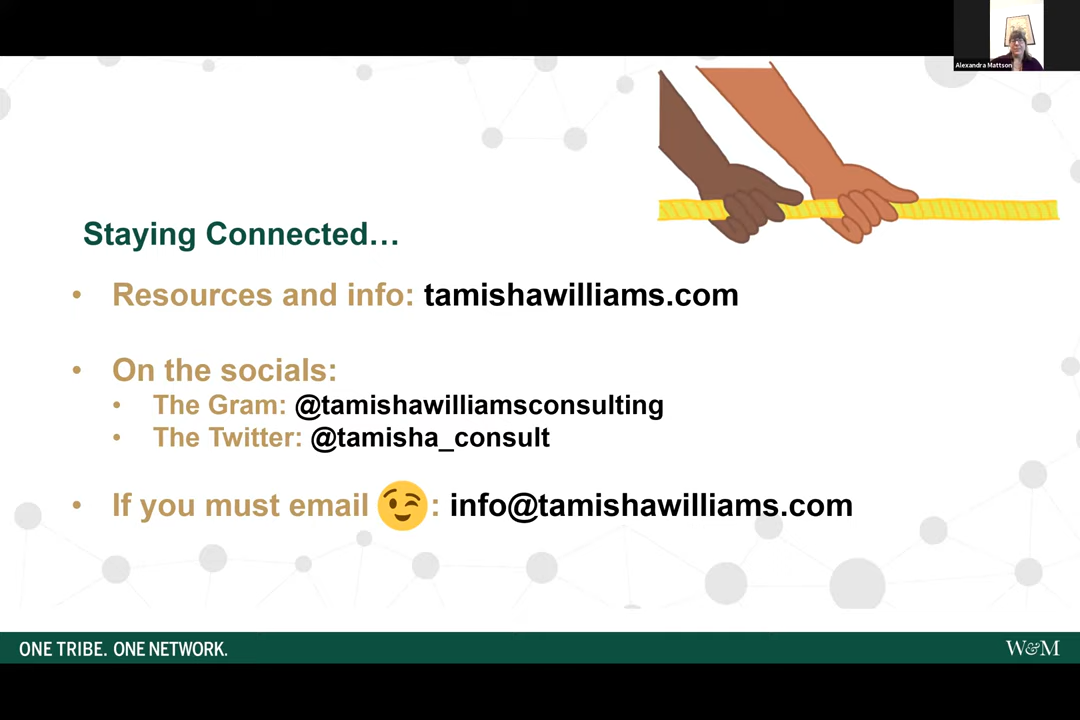 Alexandra Mattson
Staying Connected…
• Resources and info: tamishawilliams.com
• On the socials:
• The Gram: @tamishawilliamsconsulting
• The Twitter: @tamisha_consult
• If you must email 😉: info@tamishawilliams.com
ONE TRIBE. ONE NETWORK.
W&M